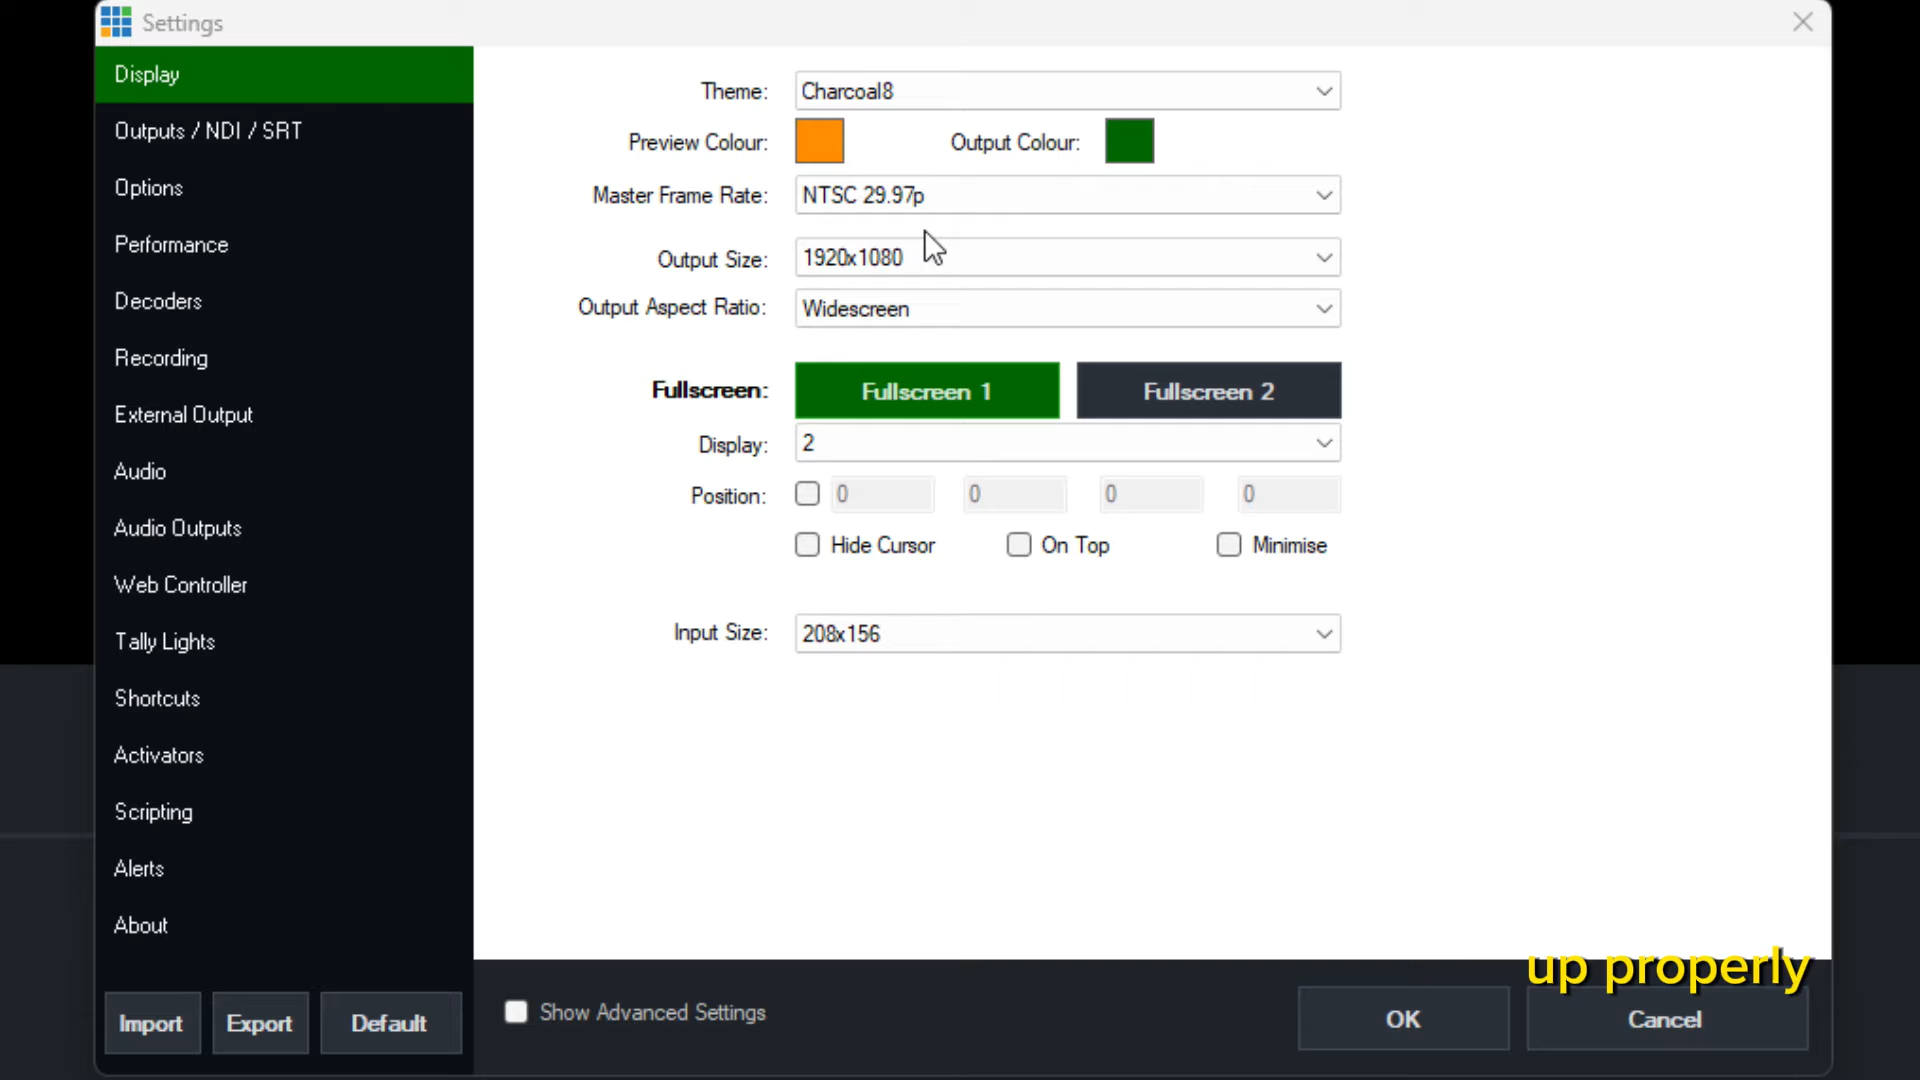 Settings
Display
Outputs / NDI / SRT
Options
Performance
Decoders
Recording
External Output
Audio
Audio Outputs
Web Controller
Tally Lights
Shortcuts
Activators
Scripting
Alerts
About
Import Export Default
Theme: Charcoal8
Preview Colour: Output Colour:
Master Frame Rate: NTSC 29.97p
Output Size: 1920x1080
Output Aspect Ratio: Widescreen
Fullscreen: Fullscreen 1 Fullscreen 2
Display: 2
Position: 0 0 0 0
Hide Cursor On Top Minimise
Input Size: 208x156
up properly
Show Advanced Settings OK Cancel